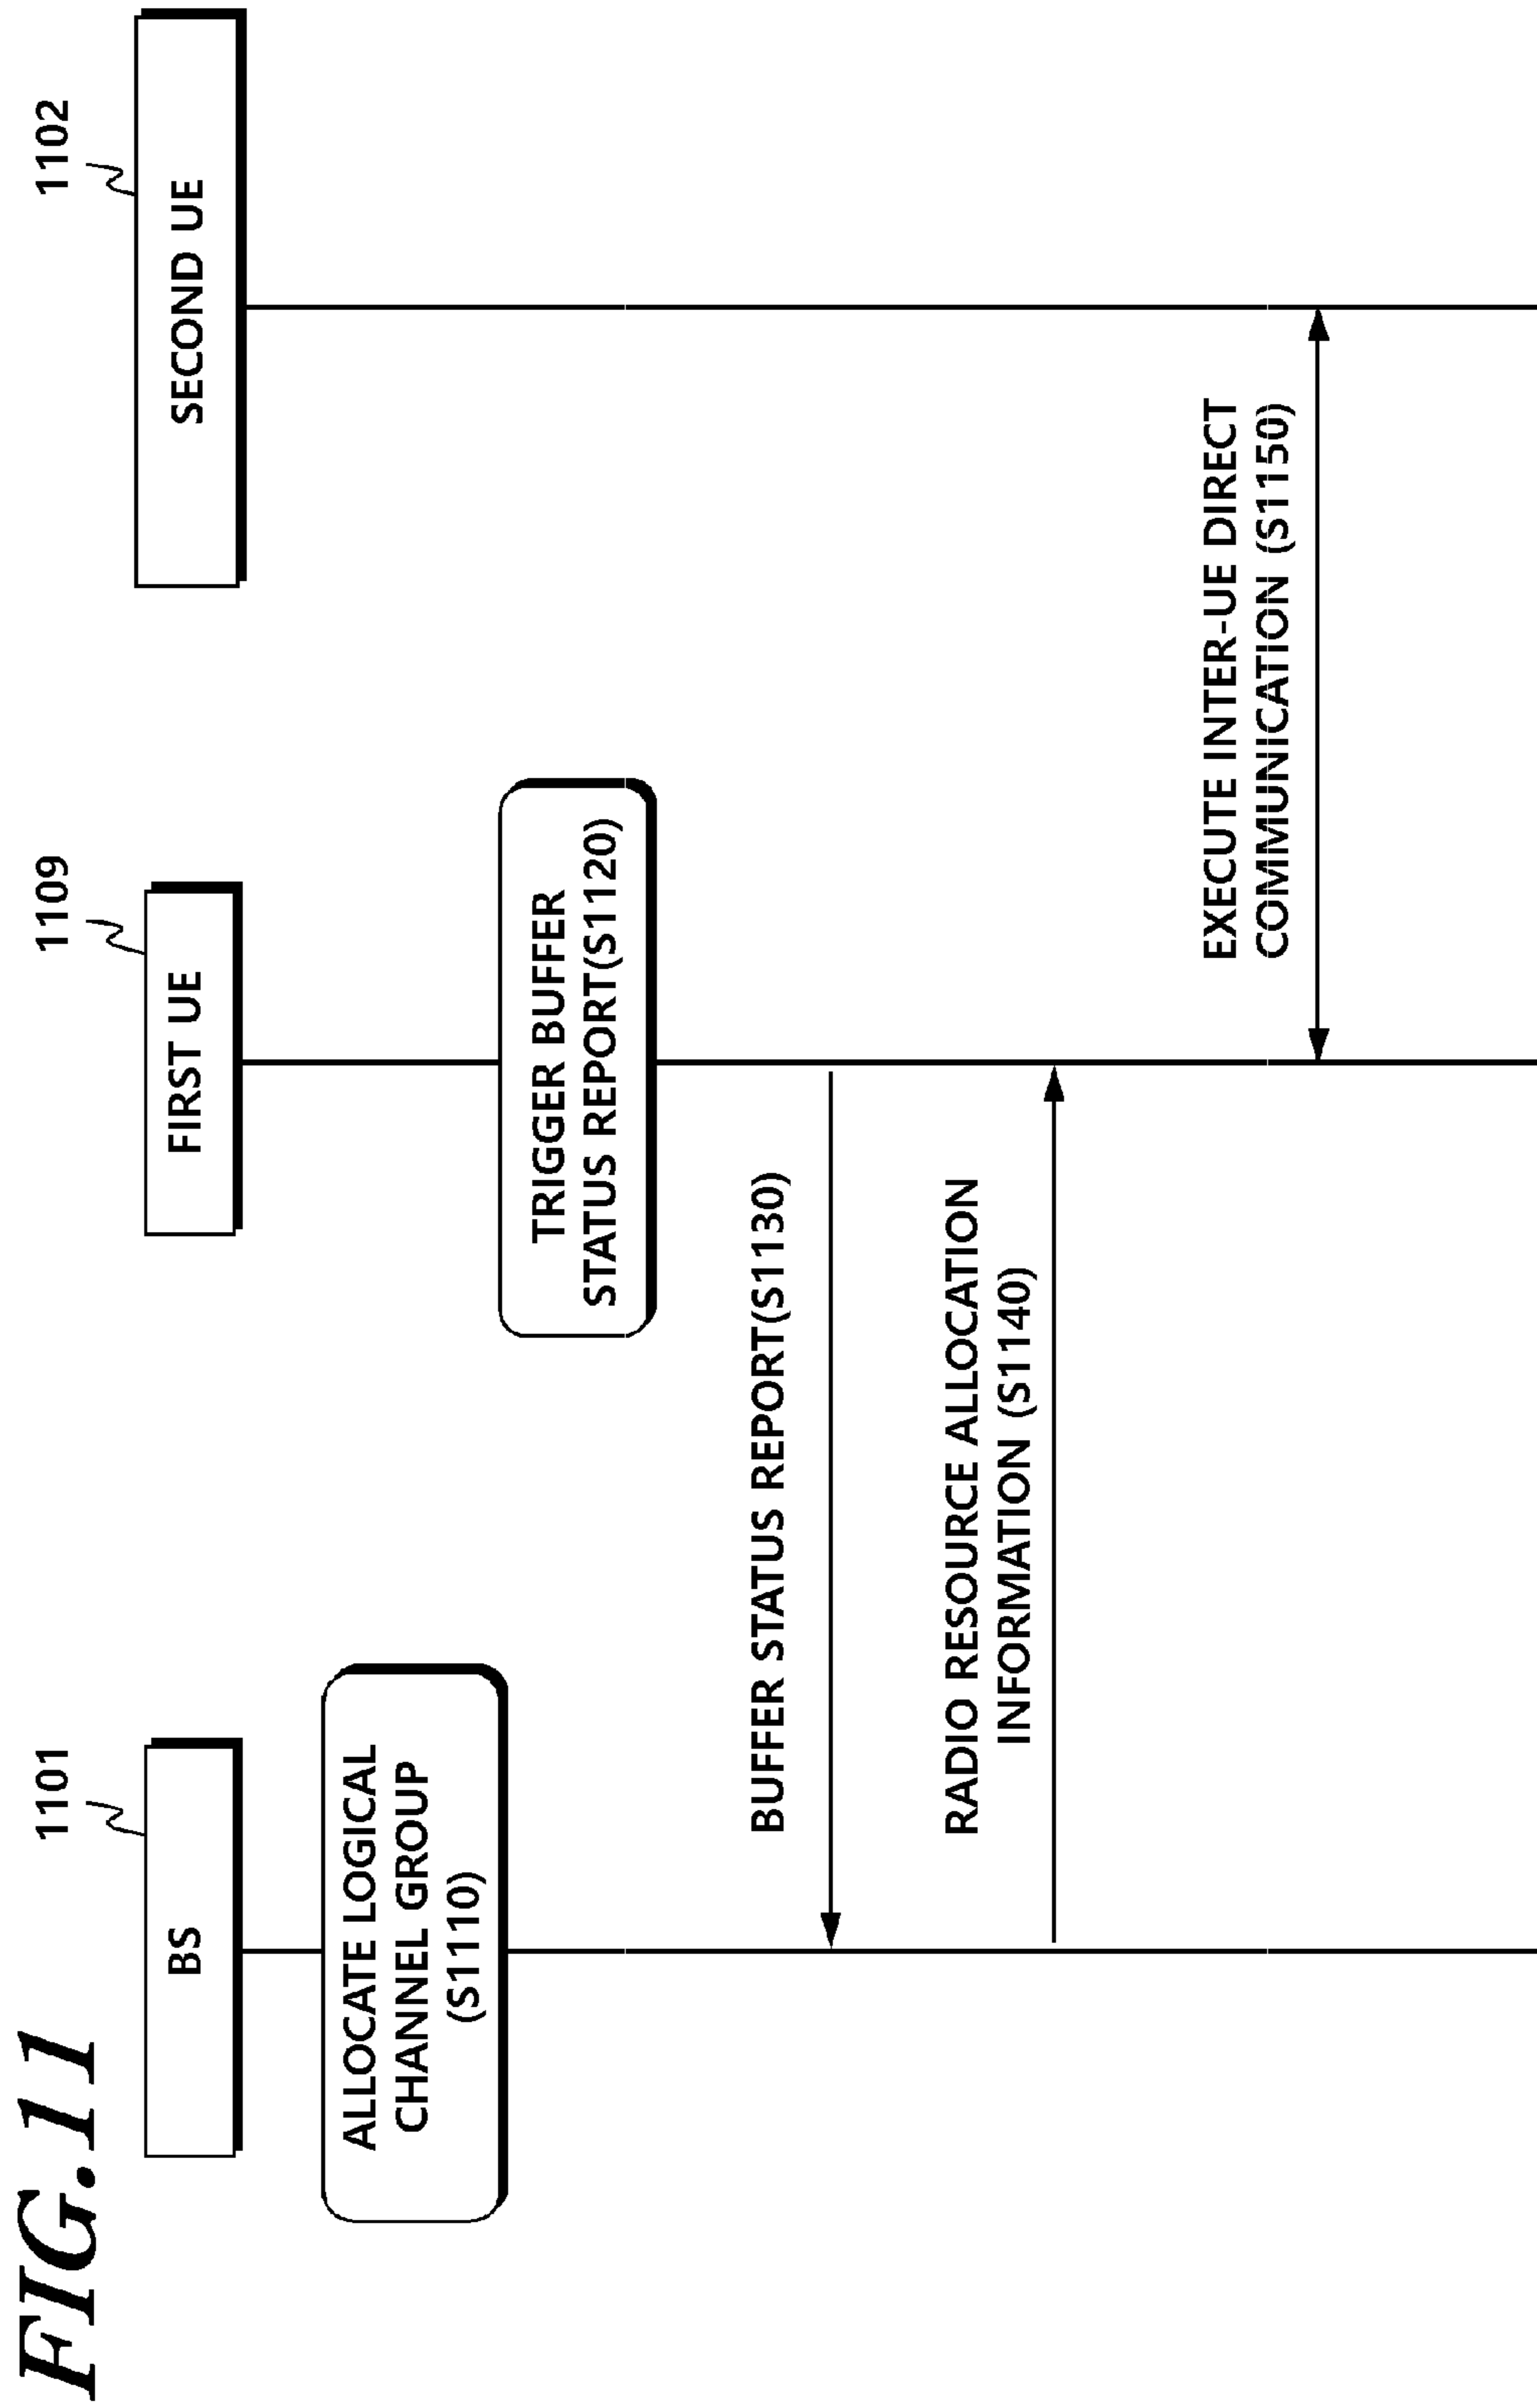 FIG.11
1101
1109
1102
BS
FIRST UE
SECOND UE
ALLOCATE LOGICAL
CHANNEL GROUP
(S1110)
TRIGGER BUFFER
STATUS REPORT(S1120)
BUFFER STATUS REPORT(S1130)
RADIO RESOURCE ALLOCATION
INFORMATION (S1140)
EXECUTE INTER-UE DIRECT
COMMUNICATION (S1150)